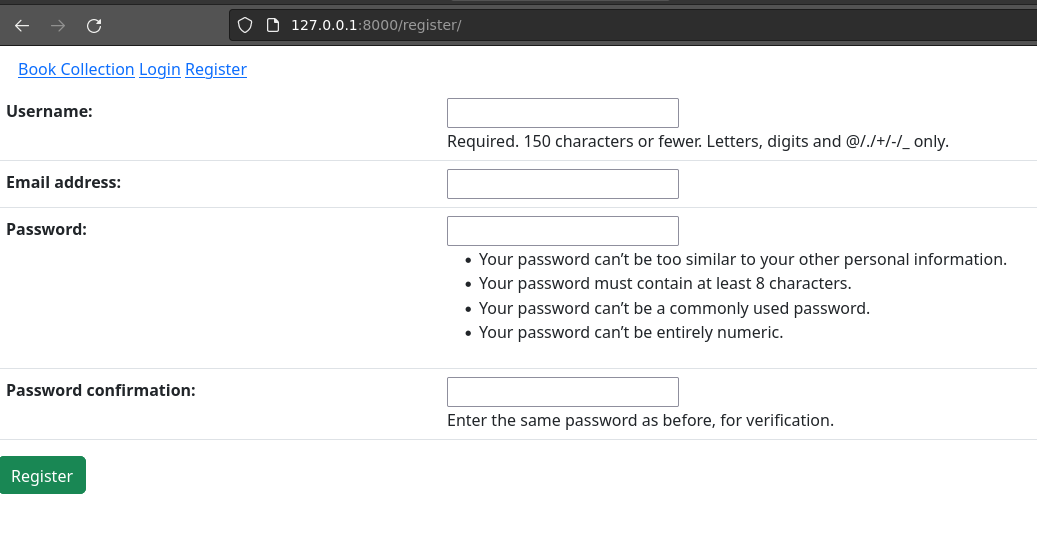 127.0.0.1:8000/register/
Book Collection Login Register
Username:
Required. 150 characters or fewer. Letters, digits and @/./+/-/_ only.
Email address:
Password:
• Your password can’t be too similar to your other personal information.
• Your password must contain at least 8 characters.
• Your password can’t be a commonly used password.
• Your password can’t be entirely numeric.
Password confirmation:
Enter the same password as before, for verification.
Register